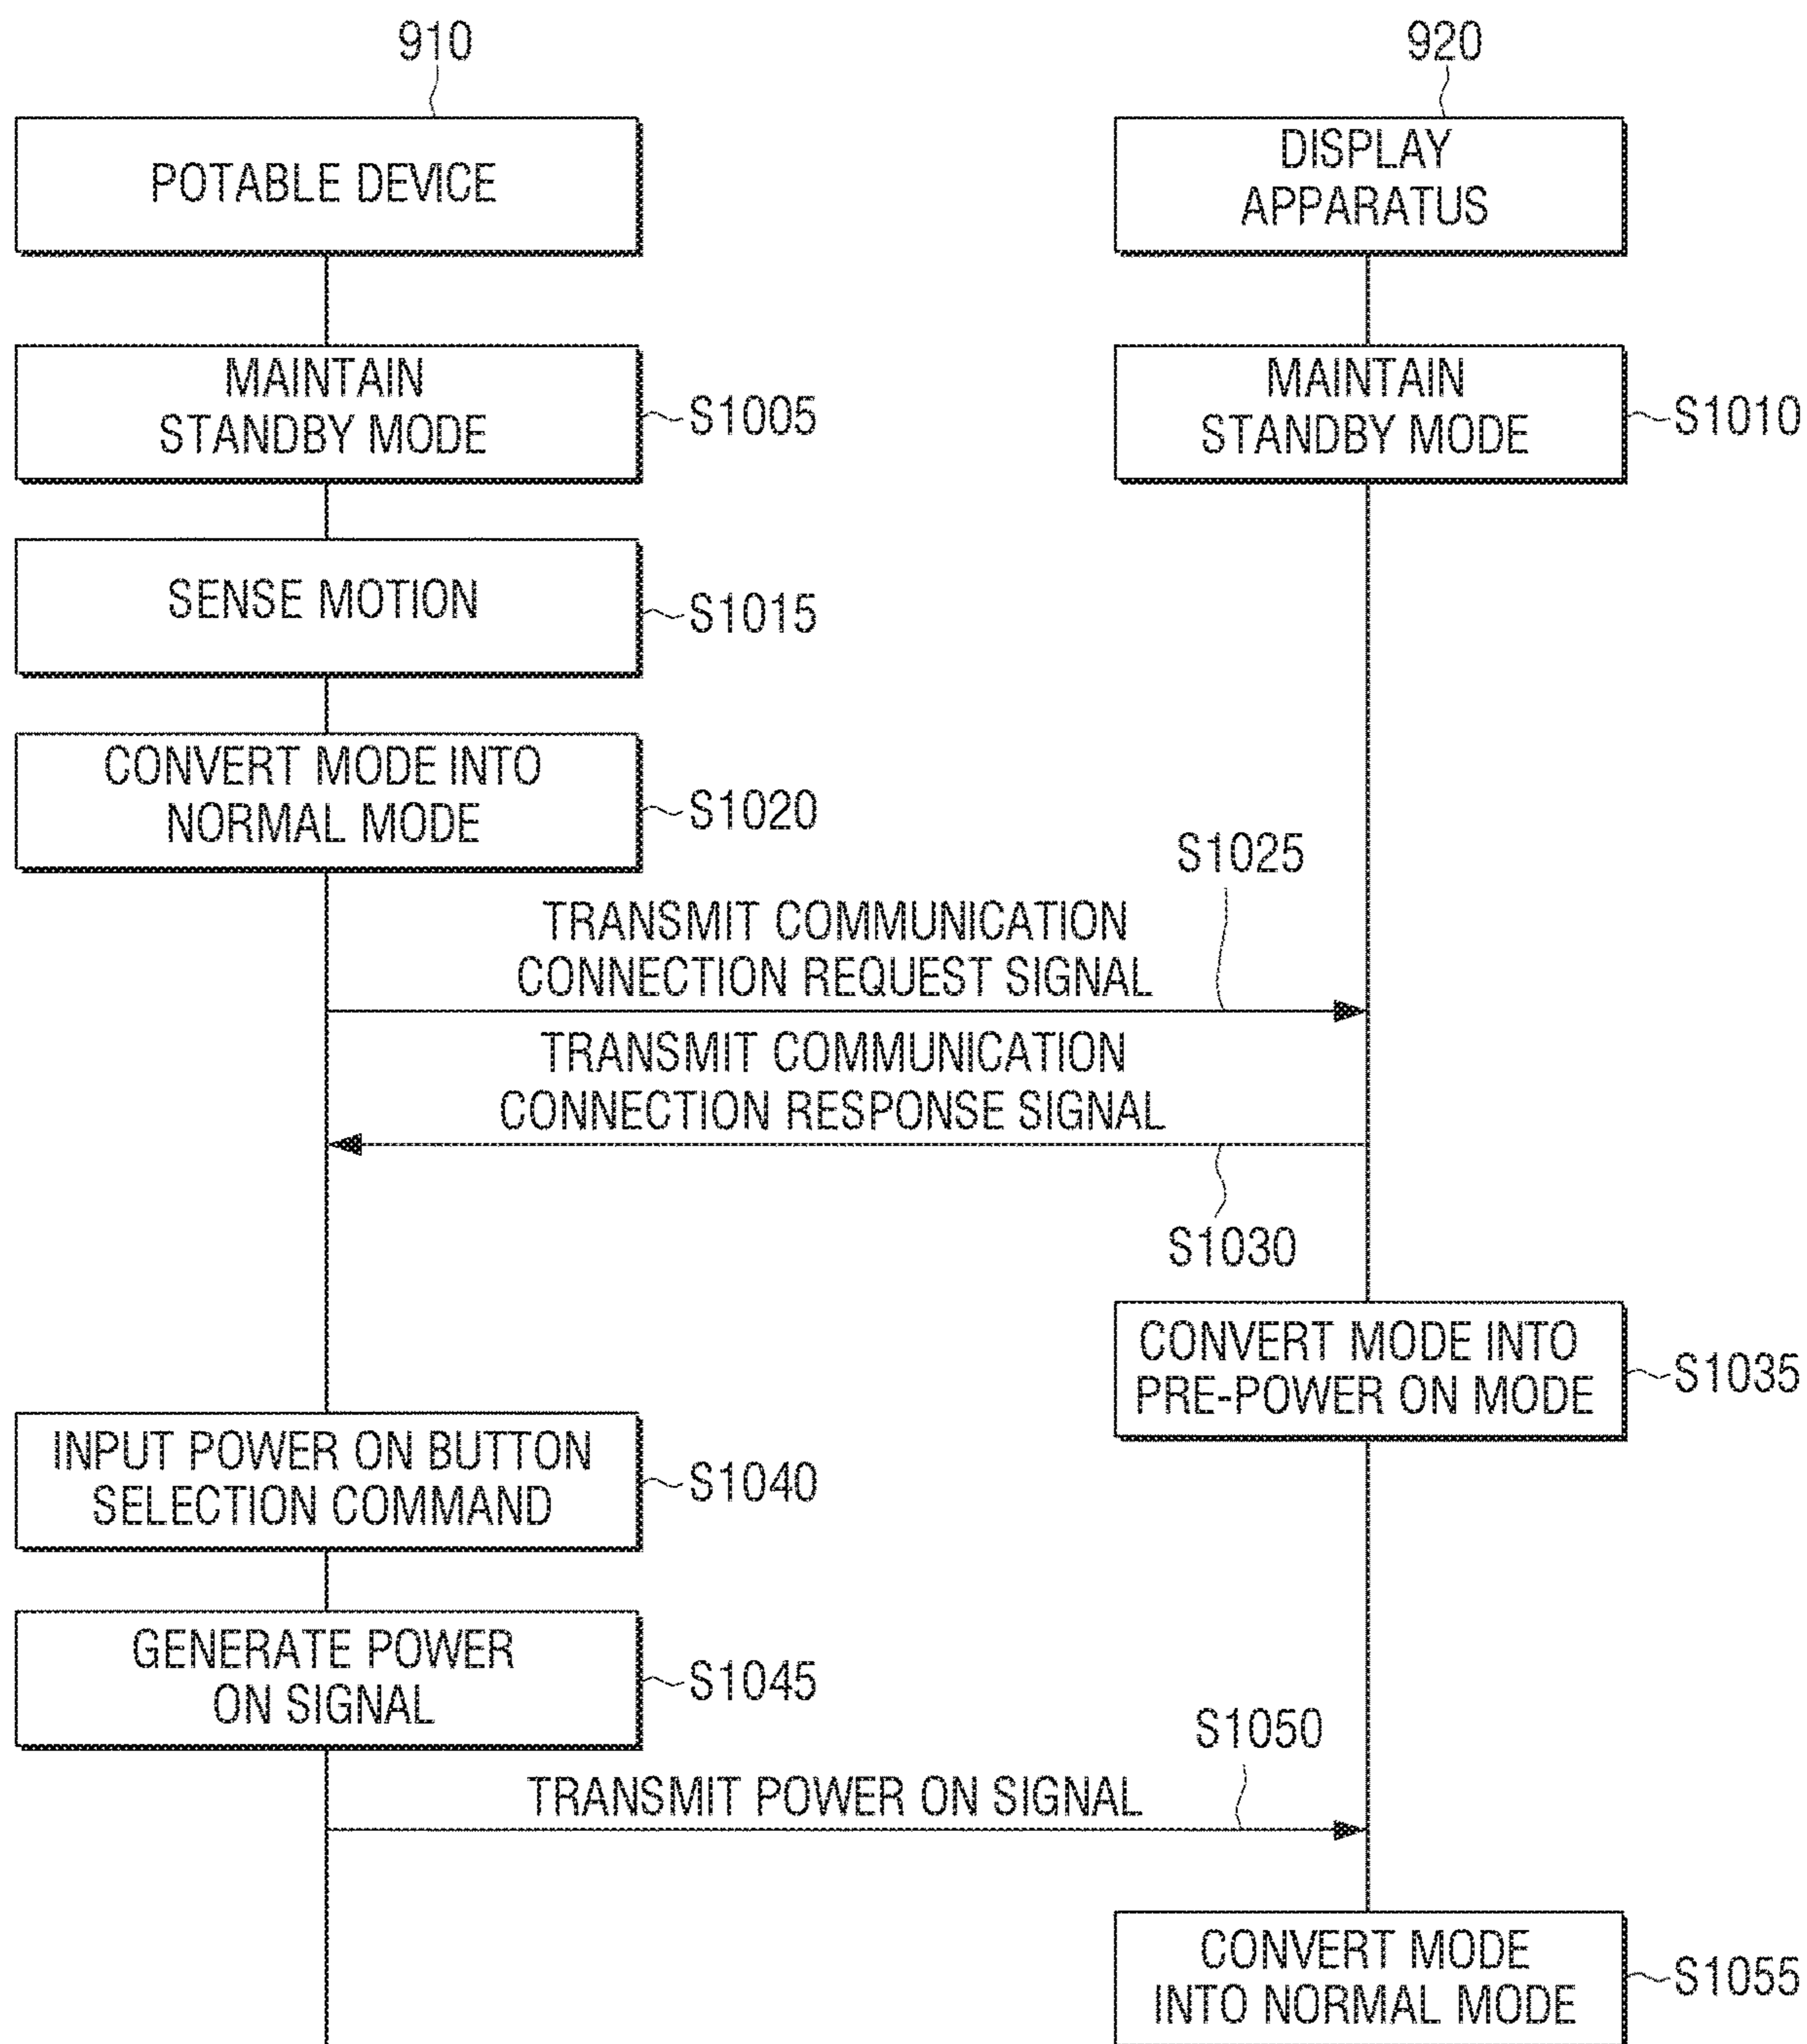 910
920
POTABLE DEVICE
DISPLAY
APPARATUS
MAINTAIN
STANDBY MODE
S1005
MAINTAIN
STANDBY MODE
S1010
SENSE MOTION
S1015
CONVERT MODE INTO
NORMAL MODE
S1020
S1025
TRANSMIT COMMUNICATION
CONNECTION REQUEST SIGNAL
TRANSMIT COMMUNICATION
CONNECTION RESPONSE SIGNAL
S1030
CONVERT MODE INTO
PRE-POWER ON MODE
S1035
INPUT POWER ON BUTTON
SELECTION COMMAND
S1040
GENERATE POWER
ON SIGNAL
S1045
S1050
TRANSMIT POWER ON SIGNAL
CONVERT MODE
INTO NORMAL MODE
S1055